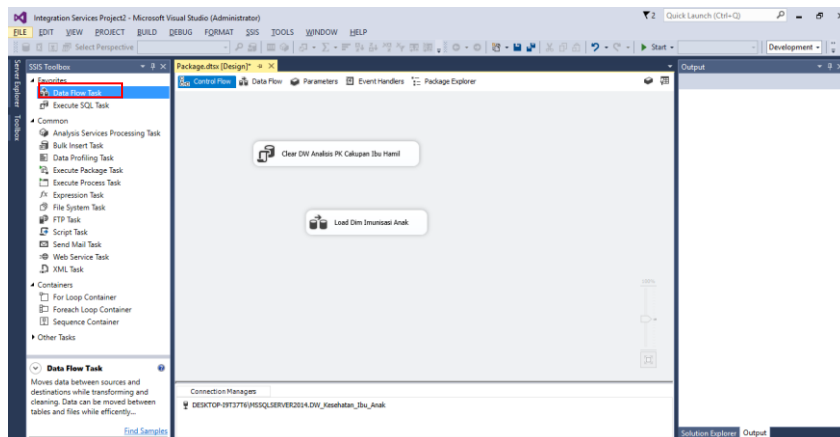 Integration Services Project2 - Microsoft Visual Studio (Administrator)
2 Quick Launch (Ctrl+Q)
FILE EDIT VIEW PROJECT BUILD DEBUG FORMAT SSIS TOOLS WINDOW HELP
Select Perspective Start Development
Server Explorer
Toolbox
SSIS Toolbox
Favorites
Data Flow Task
Execute SQL Task
Common
Analysis Services Processing Task
Bulk Insert Task
Data Profiling Task
Execute Package Task
Execute Process Task
Expression Task
File System Task
FTP Task
Script Task
Send Mail Task
Web Service Task
XML Task
Containers
For Loop Container
Foreach Loop Container
Sequence Container
Other Tasks
Data Flow Task
Moves data between sources and
destinations while transforming and
cleaning. Data can be moved between
tables and files while efficently...
Find Samples
Package.dtsx [Design]*
Control Flow Data Flow Parameters Event Handlers Package Explorer
Clear DW Analisis PK Cakupan Ibu Hamil
Load Dim Imunisasi Anak
100%
Connection Managers
DESKTOP-I9T37T6\MSSQLSERVER2014.DW_Kesehatan_Ibu_Anak
Output
Solution Explorer Output